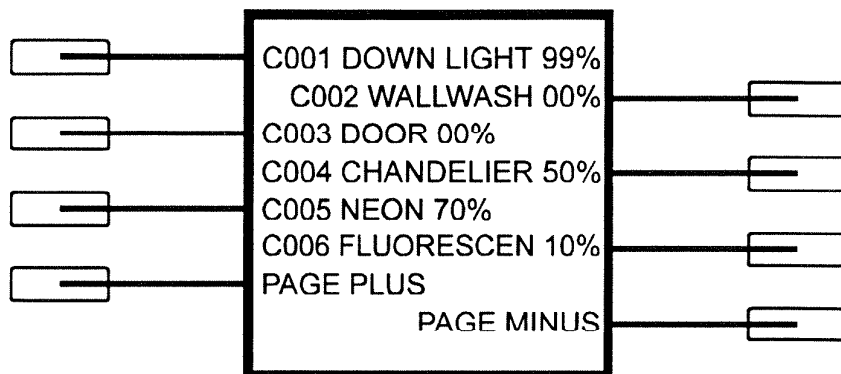 C001 DOWN LIGHT 99%
C002 WALLWASH 00%
C003 DOOR 00%
C004 CHANDELIER 50%
C005 NEON 70%
C006 FLUORESCEN 10%
PAGE PLUS
PAGE MINUS